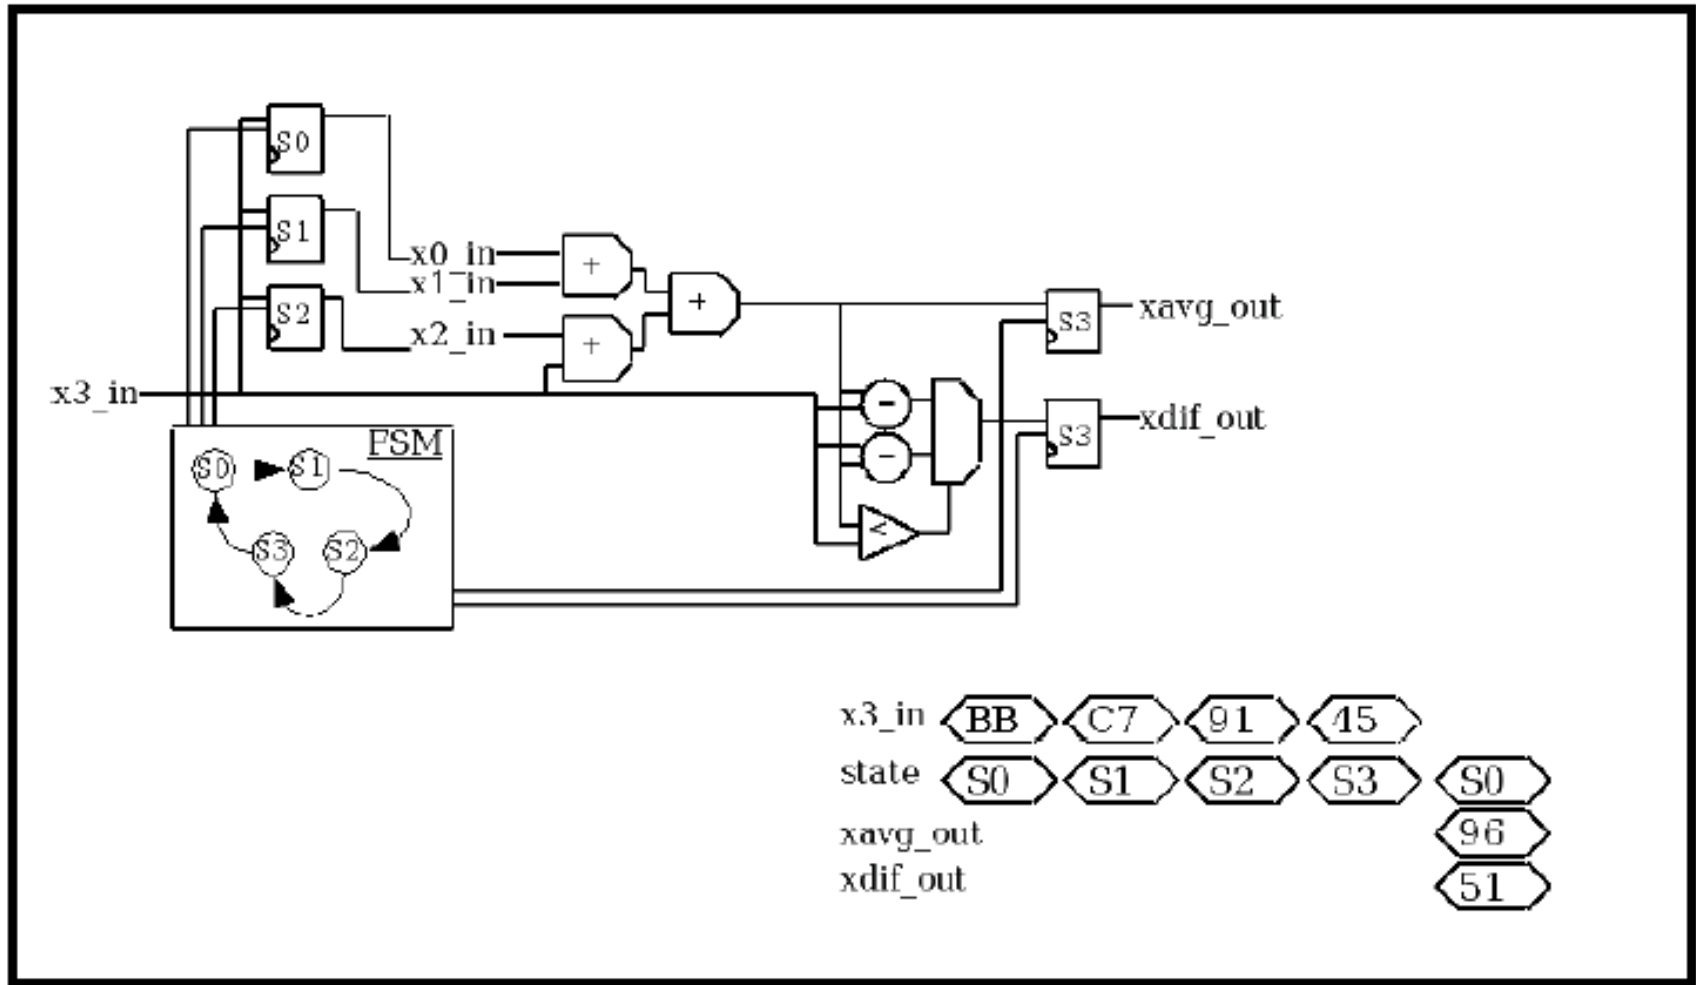 S0
S1
x0_in
+
x1_in
S2
x2_in
+
+
S3
xavg_out
x3_in
-
-
<
S3
xdif_out
FSM
S0 S1
S3 S2
x3_in BB C7 91 45
state S0 S1 S2 S3 S0
xavg_out 96
xdif_out 51